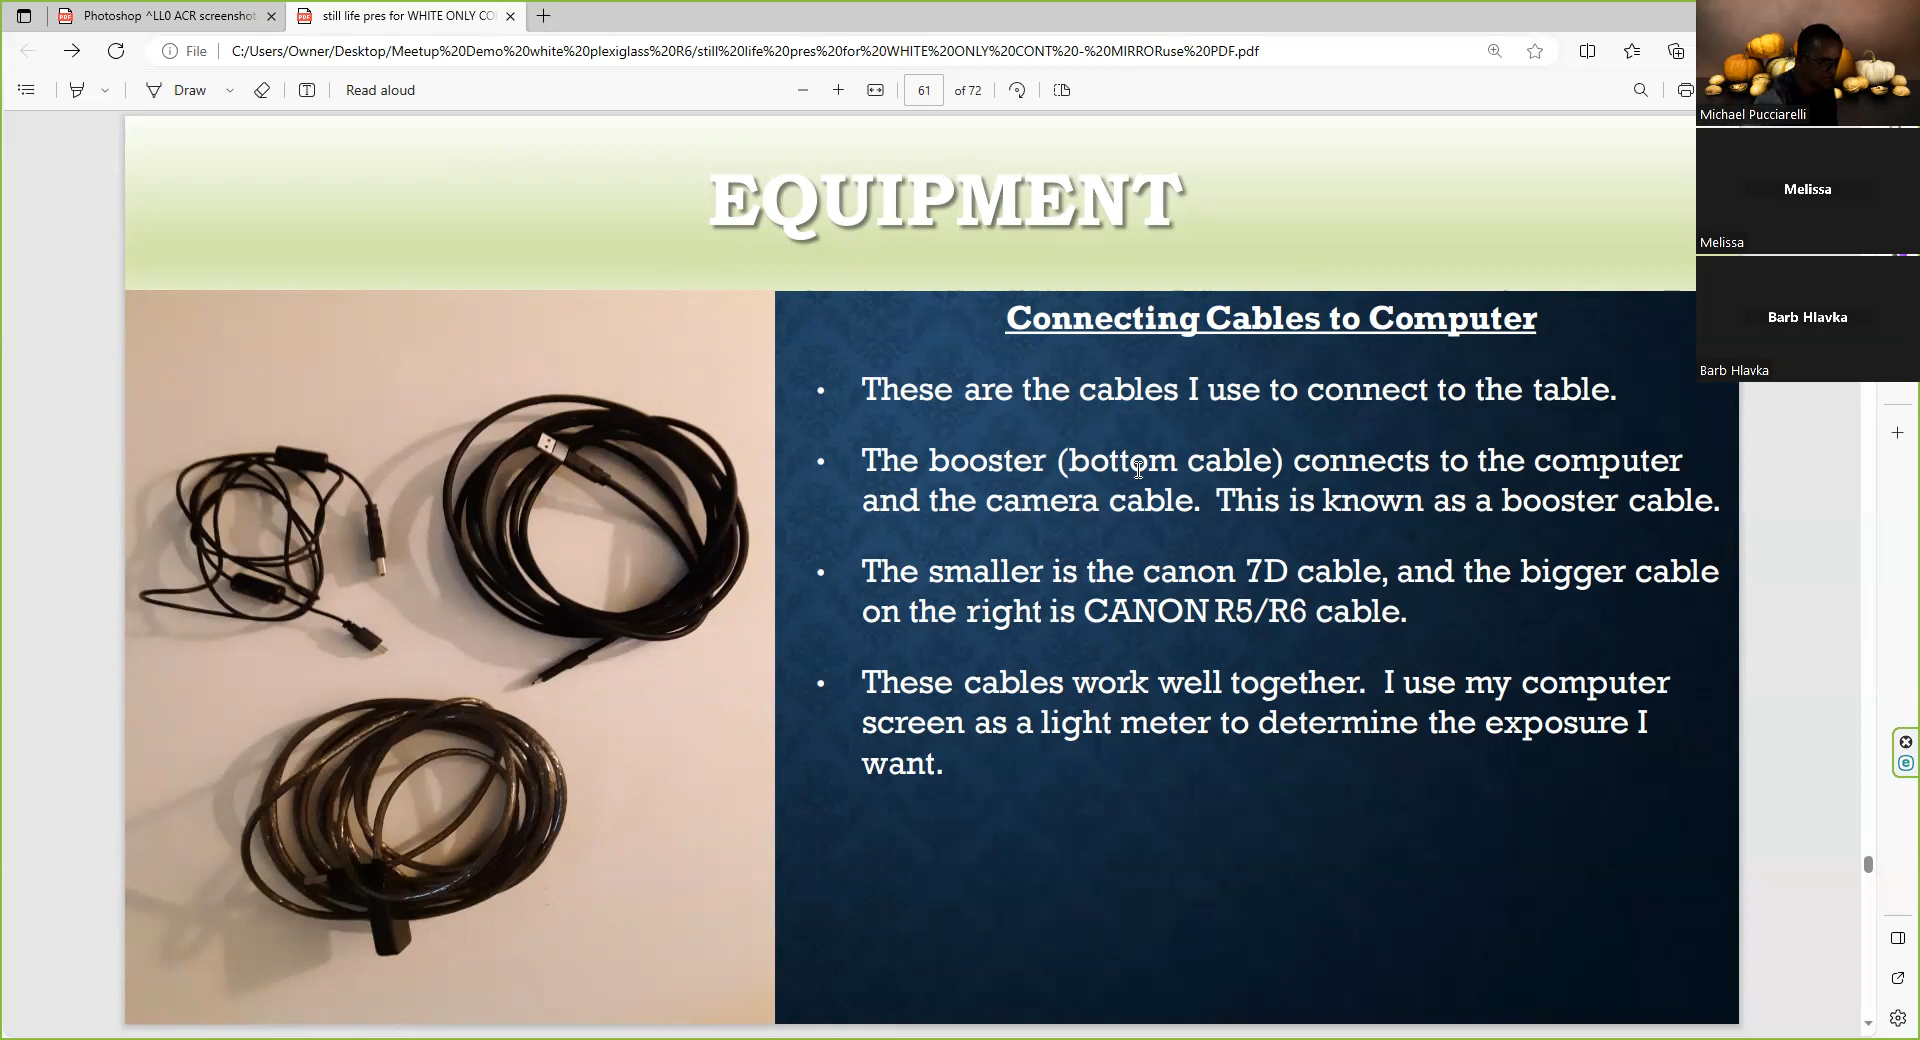 Photoshop ^LL0 ACR screenshot
still life pres for WHITE ONLY CO
File
C:/Users/Owner/Desktop/Meetup%20Demo%20white%20plexiglass%20R6/still%20life%20pres%20for%20WHITE%20ONLY%20CONT%20-%20MIRRORuse%20PDF.pdf
Draw
Read aloud
61 of 72
Michael Pucciarelli
Melissa
Melissa
Barb Hlavka
Barb Hlavka
EQUIPMENT
Connecting Cables to Computer
• These are the cables I use to connect to the table.
• The booster (bottom cable) connects to the computer
and the camera cable. This is known as a booster cable.
• The smaller is the canon 7D cable, and the bigger cable
on the right is CANON R5/R6 cable.
• These cables work well together. I use my computer
screen as a light meter to determine the exposure I
want.